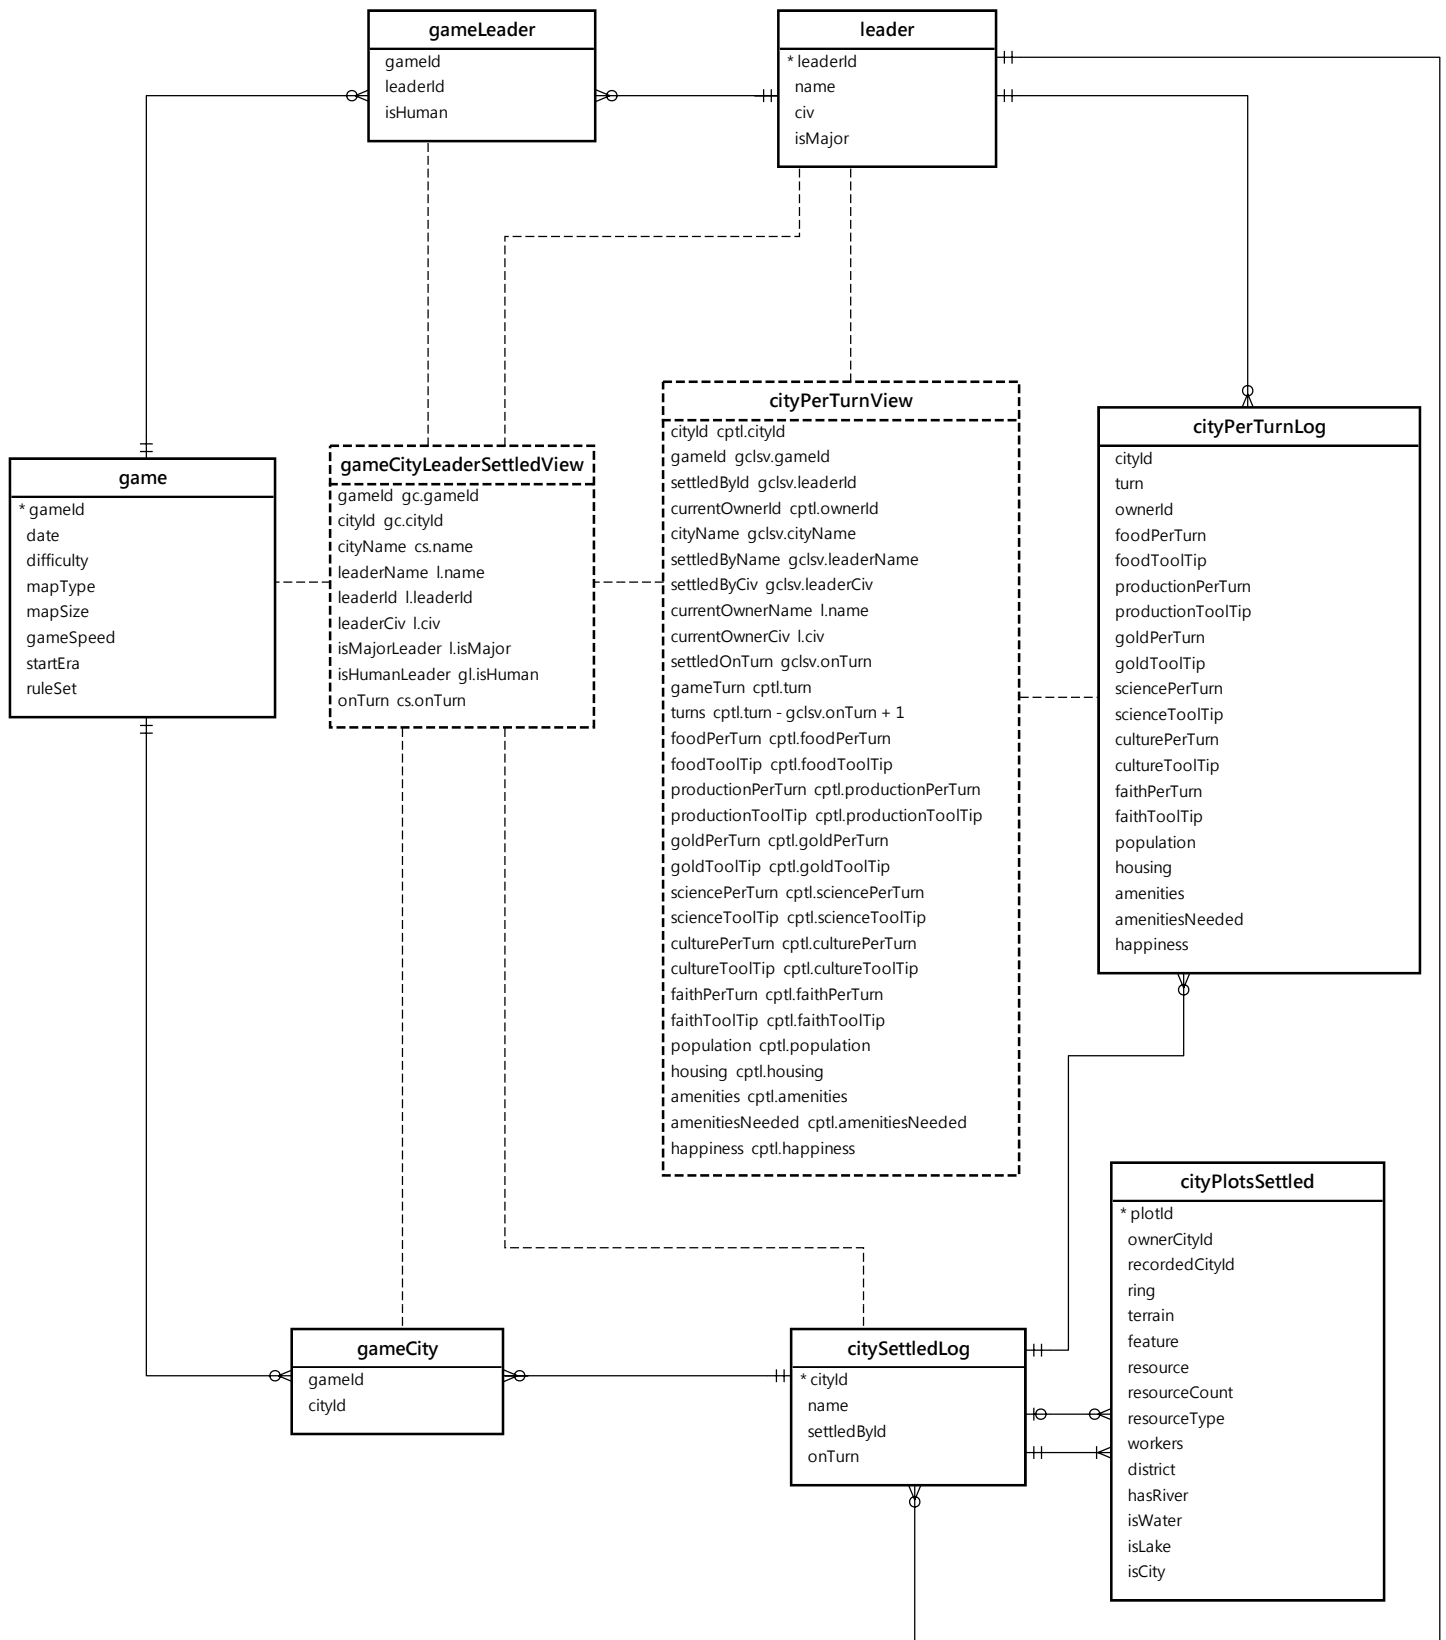 gameLeader
gameId
leaderId
isHuman
leader
* leaderId
name
civ
isMajor
game
* gameId
date
difficulty
mapType
mapSize
gameSpeed
startEra
ruleSet
gameCityLeaderSettledView
gameId gc.gameId
cityId gc.cityId
cityName cs.name
leaderName l.name
leaderId l.leaderId
leaderCiv l.civ
isMajorLeader l.isMajor
isHumanLeader gl.isHuman
onTurn cs.onTurn
cityPerTurnView
cityId cptl.cityId
gameId gclsv.gameId
settledById gclsv.leaderId
currentOwnerId cptl.ownerId
cityName gclsv.cityName
settledByName gclsv.leaderName
settledByCiv gclsv.leaderCiv
currentOwnerName l.name
currentOwnerCiv l.civ
settledOnTurn gclsv.onTurn
gameTurn cptl.turn
turns cptl.turn - gclsv.onTurn + 1
foodPerTurn cptl.foodPerTurn
foodToolTip cptl.foodToolTip
productionPerTurn cptl.productionPerTurn
productionToolTip cptl.productionToolTip
goldPerTurn cptl.goldPerTurn
goldToolTip cptl.goldToolTip
sciencePerTurn cptl.sciencePerTurn
scienceToolTip cptl.scienceToolTip
culturePerTurn cptl.culturePerTurn
cultureToolTip cptl.cultureToolTip
faithPerTurn cptl.faithPerTurn
faithToolTip cptl.faithToolTip
population cptl.population
housing cptl.housing
amenities cptl.amenities
amenitiesNeeded cptl.amenitiesNeeded
happiness cptl.happiness
cityPerTurnLog
cityId
turn
ownerId
foodPerTurn
foodToolTip
productionPerTurn
productionToolTip
goldPerTurn
goldToolTip
sciencePerTurn
scienceToolTip
culturePerTurn
cultureToolTip
faithPerTurn
faithToolTip
population
housing
amenities
amenitiesNeeded
happiness
gameCity
gameId
cityId
citySettledLog
* cityId
name
settledById
onTurn
cityPlotsSettled
* plotId
ownerCityId
recordedCityId
ring
terrain
feature
resource
resourceCount
resourceType
workers
district
hasRiver
isWater
isLake
isCity